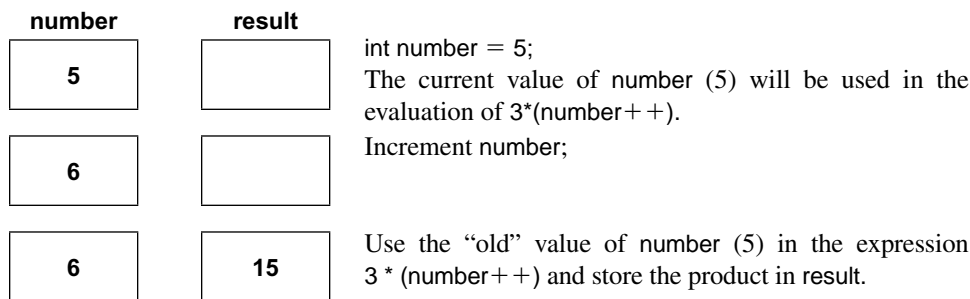 number result
5
int number = 5;
The current value of number (5) will be used in the
evaluation of 3*(number++).
6
Increment number;
6 15
Use the “old” value of number (5) in the expression
3 * (number++) and store the product in result.